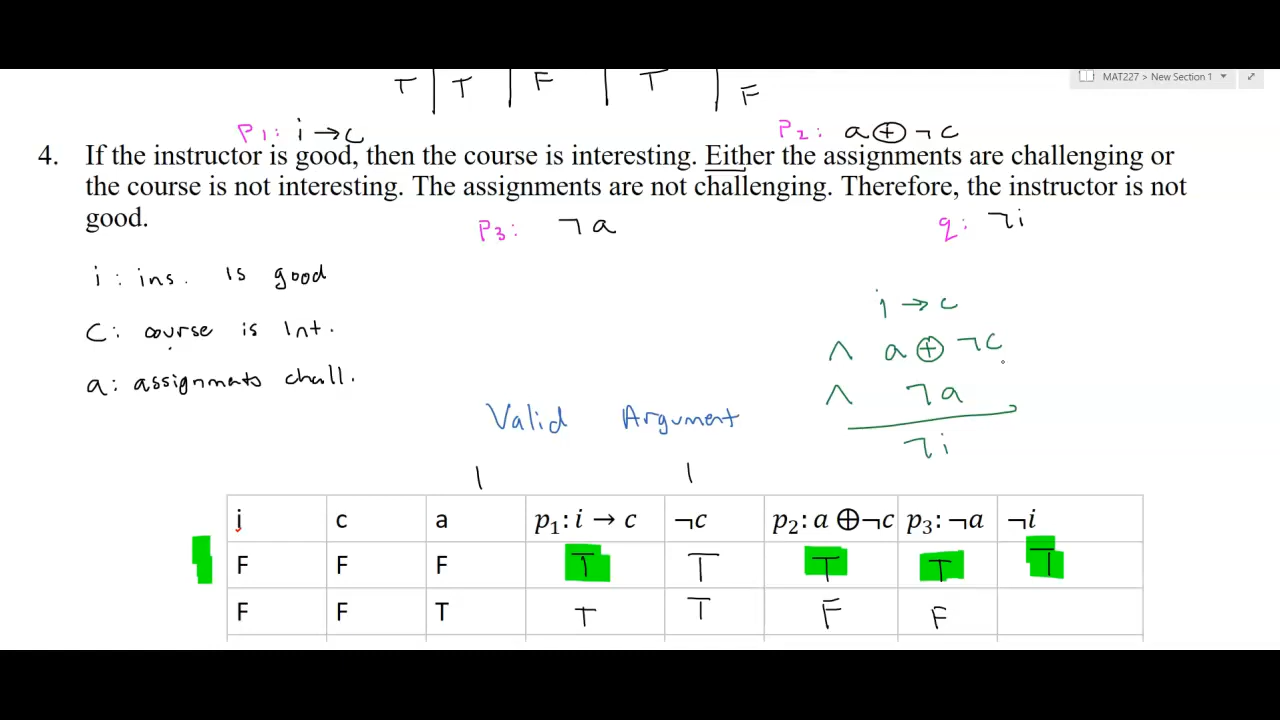 MAT227 > New Section 1
T | T | F | T | F
P1: i → c P2: a ⊕ ¬c
4. If the instructor is good, then the course is interesting. Either the assignments are challenging or
the course is not interesting. The assignments are not challenging. Therefore, the instructor is not
good.
P3: ¬a q: ¬i
i: ins. is good
C: course is Int.
a: assignments chall.
i → c
∧ a ⊕ ¬c
∧ ¬a
¬i
Valid Argument
i c a p₁: i → c ¬c p₂: a ⊕¬c p₃: ¬a ¬i
F F F T T T T T
F F T T T F F